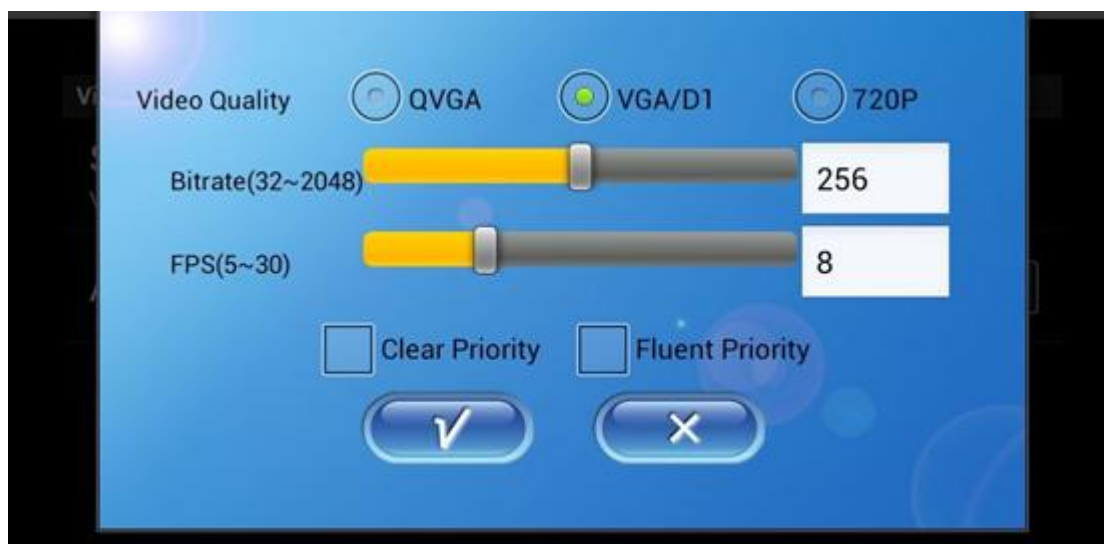 Video Quality QVGA VGA/D1 720P
Bitrate(32~2048) 256
FPS(5~30) 8
Clear Priority Fluent Priority